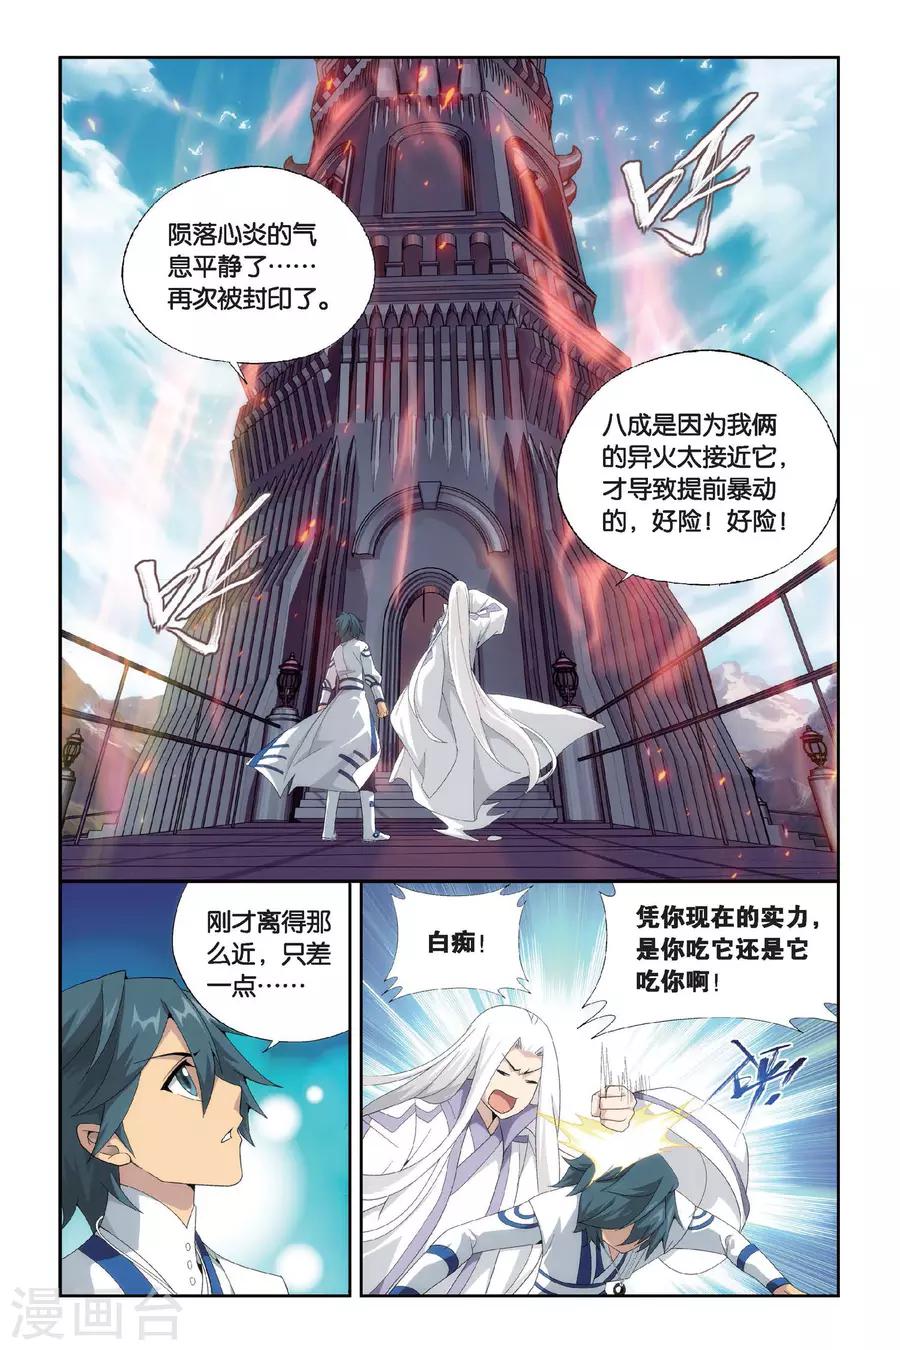 陨落心炎的气
息平静了……
再次被封印了。
呼
八成是因为我俩
的异火太接近它，
才导致提前暴动
的，好险！好险！
呼
刚才离得那
么近，只差
一点……
白痴！
凭你现在的实力，
是你吃它还是它
吃你啊！
砰！
漫画台